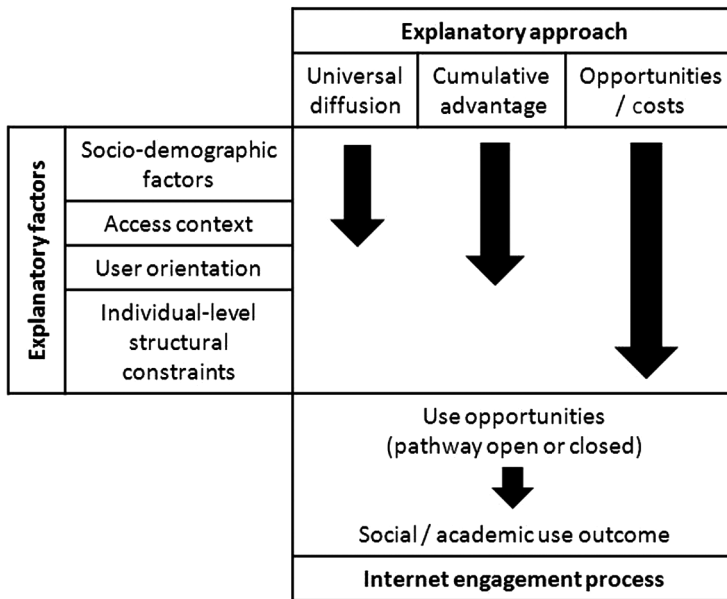 Explanatory approach
Universal
diffusion
Cumulative
advantage
Opportunities
/ costs
Explanatory factors
Socio-demographic
factors
Access context
User orientation
Individual-level
structural
constraints
Use opportunities
(pathway open or closed)
Social / academic use outcome
Internet engagement process